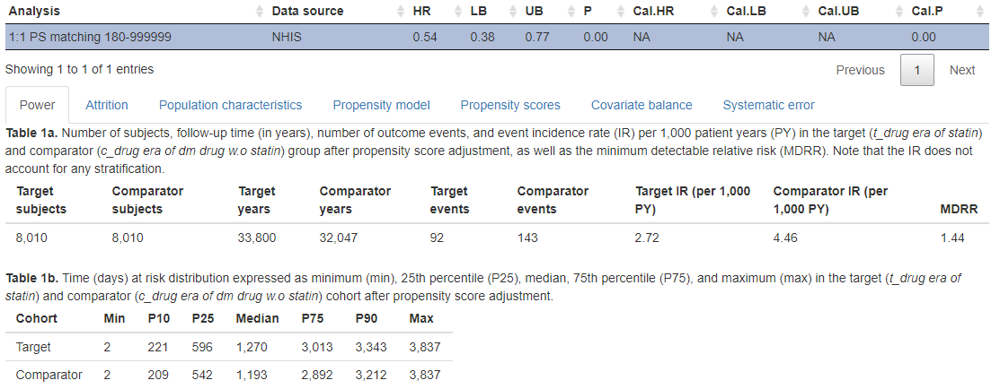 Analysis Data source HR LB UB P Cal.HR Cal.LB Cal.UB Cal.P
1:1 PS matching 180-999999 NHIS 0.54 0.38 0.77 0.00 NA NA NA 0.00
Showing 1 to 1 of 1 entries Previous 1 Next
Power Attrition Population characteristics Propensity model Propensity scores Covariate balance Systematic error
Table 1a. Number of subjects, follow-up time (in years), number of outcome events, and event incidence rate (IR) per 1,000 patient years (PY) in the target (t_drug era of statin)
and comparator (c_drug era of dm drug w.o statin) group after propensity score adjustment, as well as the minimum detectable relative risk (MDRR). Note that the IR does not
account for any stratification.
Target Comparator Target Comparator Target Comparator Target IR (per 1,000 Comparator IR (per
subjects subjects years years events events PY) 1,000 PY) MDRR
8,010 8,010 33,800 32,047 92 143 2.72 4.46 1.44
Table 1b. Time (days) at risk distribution expressed as minimum (min), 25th percentile (P25), median, 75th percentile (P75), and maximum (max) in the target (t_drug era of
statin) and comparator (c_drug era of dm drug w.o statin) cohort after propensity score adjustment.
Cohort Min P10 P25 Median P75 P90 Max
Target 2 221 596 1,270 3,013 3,343 3,837
Comparator 2 209 542 1,193 2,892 3,212 3,837